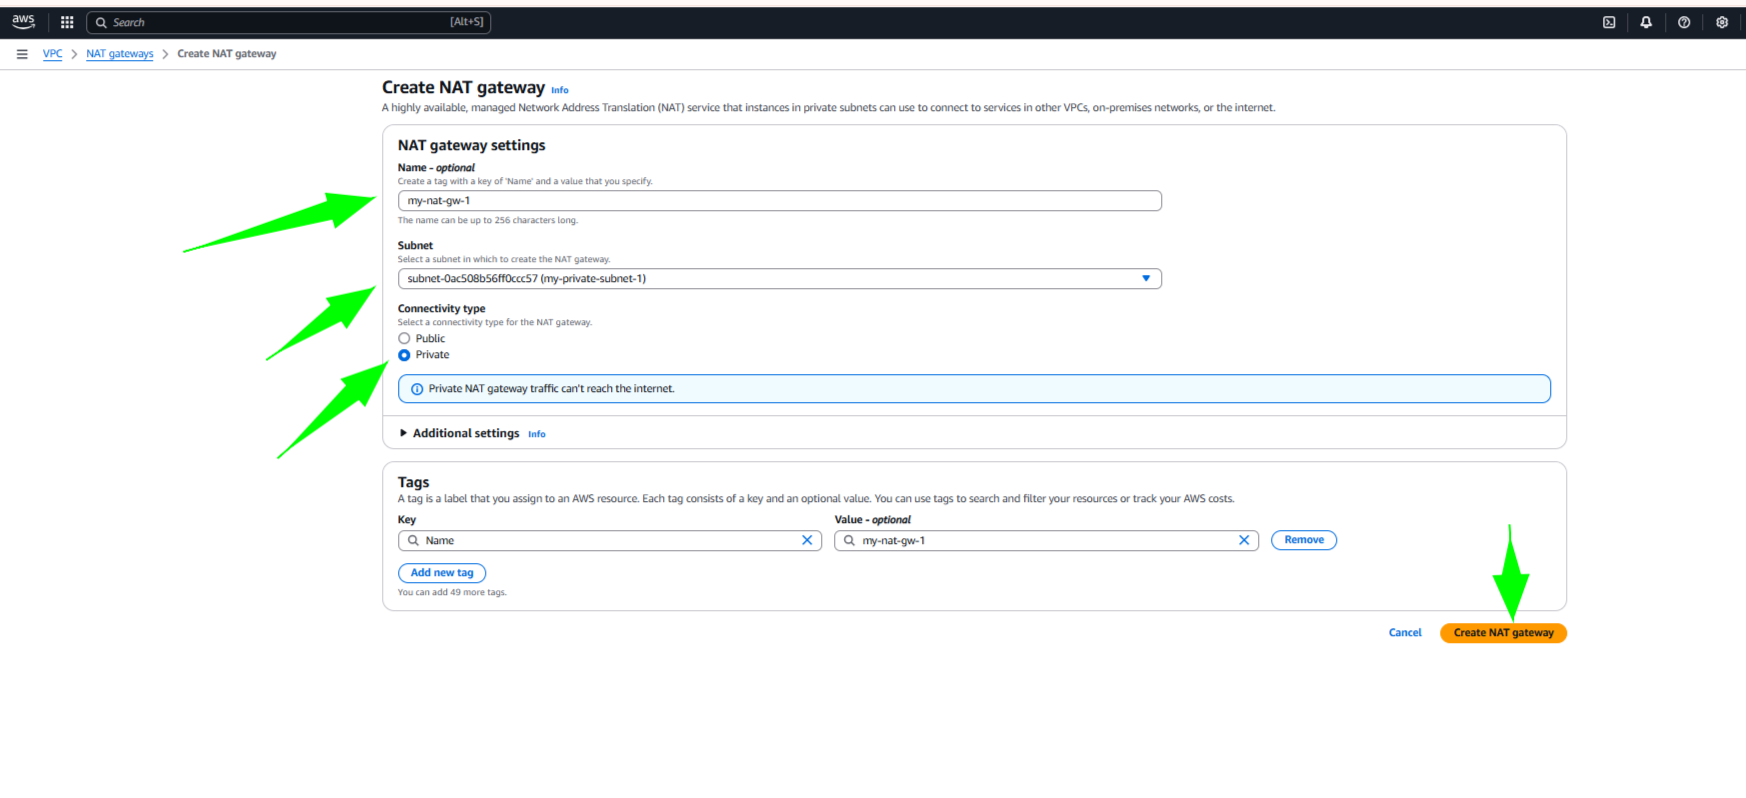 aws
Search [Alt+S]
VPC > NAT gateways > Create NAT gateway
Create NAT gateway Info
A highly available, managed Network Address Translation (NAT) service that instances in private subnets can use to connect to services in other VPCs, on-premises networks, or the internet.
NAT gateway settings
Name - optional
Create a tag with a key of 'Name' and a value that you specify.
my-nat-gw-1
The name can be up to 256 characters long.
Subnet
Select a subnet in which to create the NAT gateway.
subnet-0ac508b56ff0ccc57 (my-private-subnet-1)
Connectivity type
Select a connectivity type for the NAT gateway.
Public
Private
Private NAT gateway traffic can't reach the internet.
Additional settings Info
Tags
A tag is a label that you assign to an AWS resource. Each tag consists of a key and an optional value. You can use tags to search and filter your resources or track your AWS costs.
Key Value - optional
Name my-nat-gw-1 Remove
Add new tag
You can add 49 more tags.
Cancel Create NAT gateway